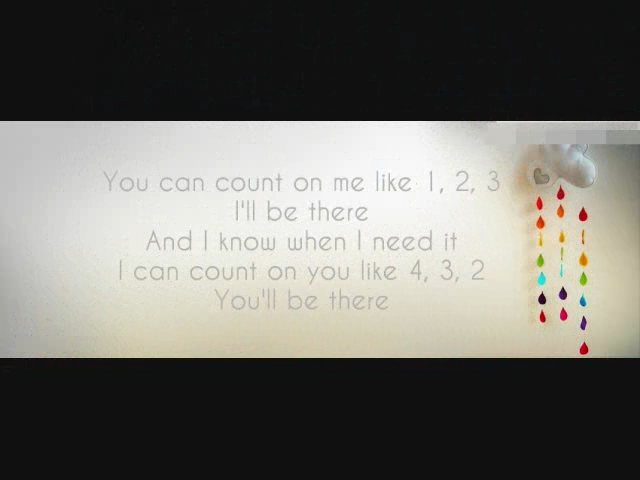 You can count on me like 1, 2, 3
I'll be there
And I know when I need it
I can count on you like 4, 3, 2
You'll be there